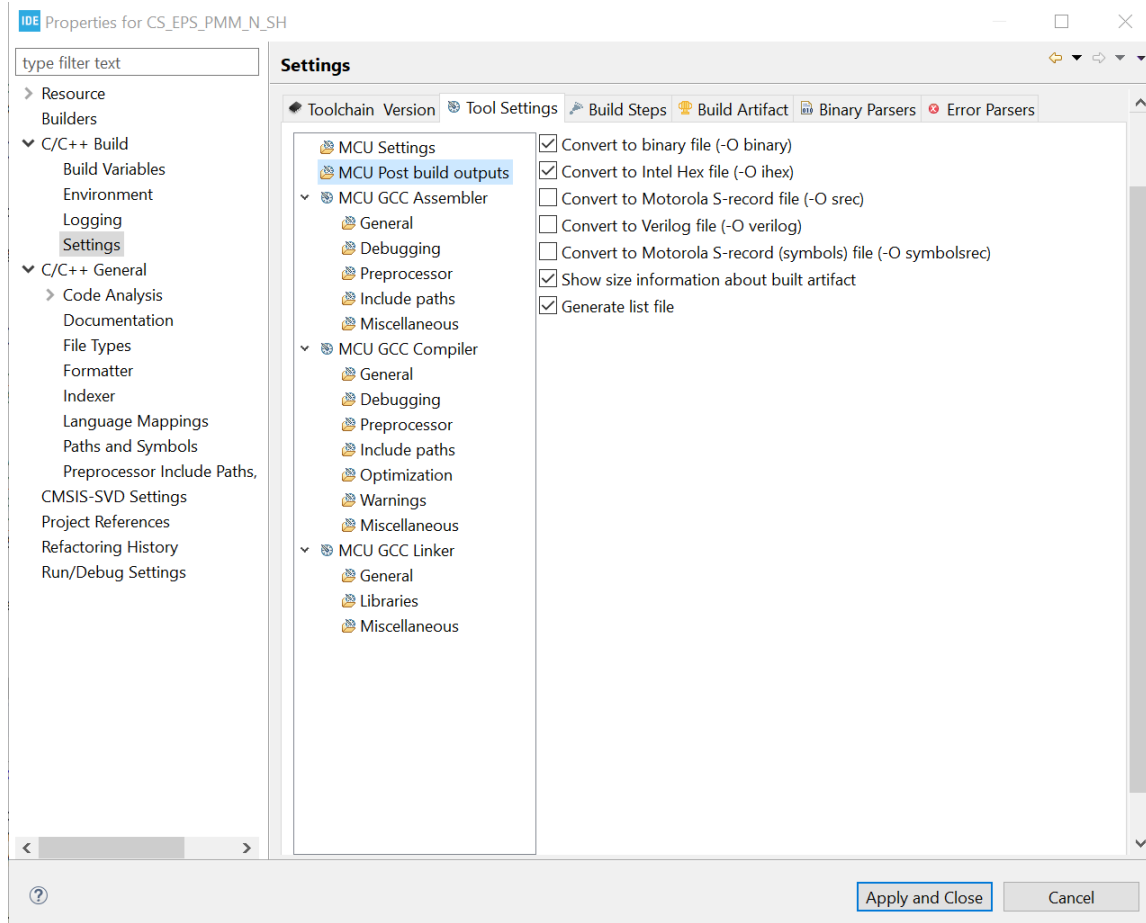 IDE Properties for CS_EPS_PMM_N_SH
type filter text
Resource
Builders
C/C++ Build
Build Variables
Environment
Logging
Settings
C/C++ General
Code Analysis
Documentation
File Types
Formatter
Indexer
Language Mappings
Paths and Symbols
Preprocessor Include Paths,
CMSIS-SVD Settings
Project References
Refactoring History
Run/Debug Settings
Settings
Toolchain Version Tool Settings Build Steps Build Artifact Binary Parsers Error Parsers
MCU Settings
MCU Post build outputs
MCU GCC Assembler
General
Debugging
Preprocessor
Include paths
Miscellaneous
MCU GCC Compiler
General
Debugging
Preprocessor
Include paths
Optimization
Warnings
Miscellaneous
MCU GCC Linker
General
Libraries
Miscellaneous
Convert to binary file (-O binary)
Convert to Intel Hex file (-O ihex)
Convert to Motorola S-record file (-O srec)
Convert to Verilog file (-O verilog)
Convert to Motorola S-record (symbols) file (-O symbolsrec)
Show size information about built artifact
Generate list file
?
Apply and Close Cancel